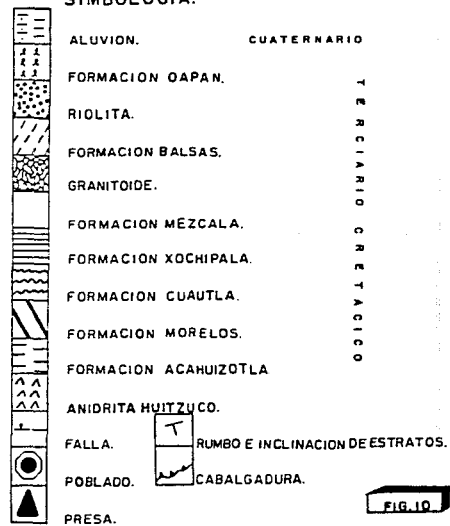 SIMBOLOGIA.
ALUVION. CUATERNARIO
FORMACION OAPAN.
RIOLITA.
FORMACION BALSAS.
GRANITOIDE.
FORMACION MEZCALA.
FORMACION XOCHIPALA.
FORMACION CUAUTLA.
FORMACION MORELOS.
FORMACION ACAHUIZOTLA
ANIDRITA HUITZUCO.
TERCIARIO CRETACICO
FALLA. RUMBO E INCLINACION DE ESTRATOS.
POBLADO. CABALGADURA.
PRESA.
FIG.10